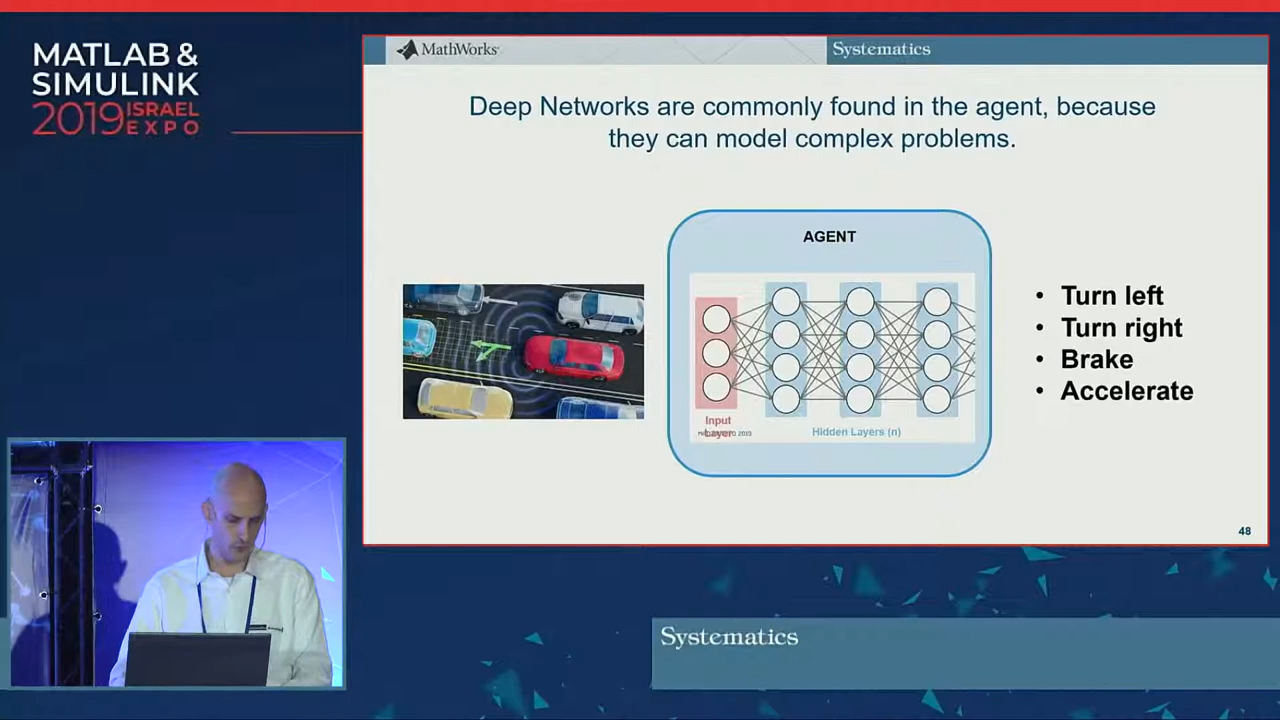 MATLAB &
SIMULINK
2019 ISRAEL
EXPO
MathWorks
Systematics
Deep Networks are commonly found in the agent, because
they can model complex problems.
AGENT
Input
Layer
Hidden Layers (n)
• Turn left
• Turn right
• Brake
• Accelerate
48
Systematics